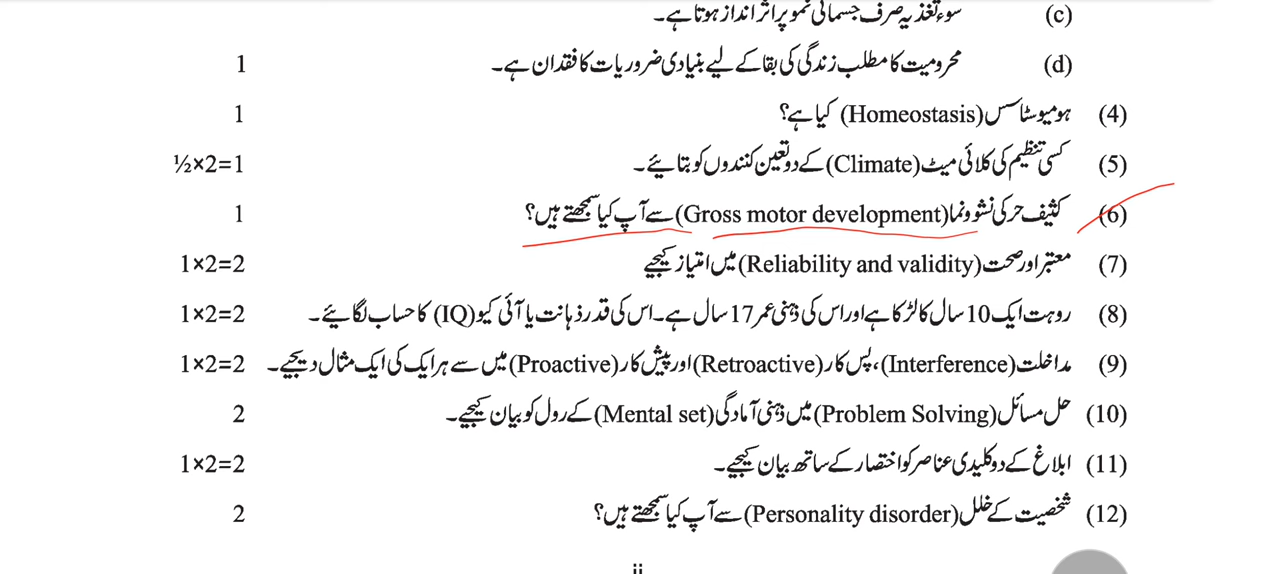 (c) سوء تغذیہ صرف جسمانی نمو پر اثر انداز ہوتا ہے۔
(d) محرومیت کا مطلب زندگی کی بقا کے لیے بنیادی ضروریات کا فقدان ہے۔ 1
(4) ہومیوسٹاسس (Homeostasis) کیا ہے؟ 1
(5) کسی تنظیم کی کلائی میٹ (Climate) کے دو تعین کنندوں کو بتائیے۔ ½×2=1
(6) کثیف حرکی نشوونما (Gross motor development) سے آپ کیا سمجھتے ہیں؟ 1
(7) معتبر اور صحت (Reliability and validity) میں امتیاز کیجیے 1×2=2
(8) روہت ایک 10 سال کا لڑکا ہے اور اس کی ذہنی عمر 17 سال ہے۔ اس کی قدر ذہانت یا آئی کیو (IQ) کا حساب لگائیے۔ 1×2=2
(9) مداخلت (Interference)، پس کار (Retroactive) اور پیش کار (Proactive) میں سے ہر ایک کی ایک مثال دیجیے۔ 1×2=2
(10) حل مسائل (Problem Solving) میں ذہنی آمادگی (Mental set) کے رول کو بیان کیجیے۔ 2
(11) ابلاغ کے دو کلیدی عناصر کو اختصار کے ساتھ بیان کیجیے۔ 1×2=2
(12) شخصیت کے خلل (Personality disorder) سے آپ کیا سمجھتے ہیں؟ 2
ii